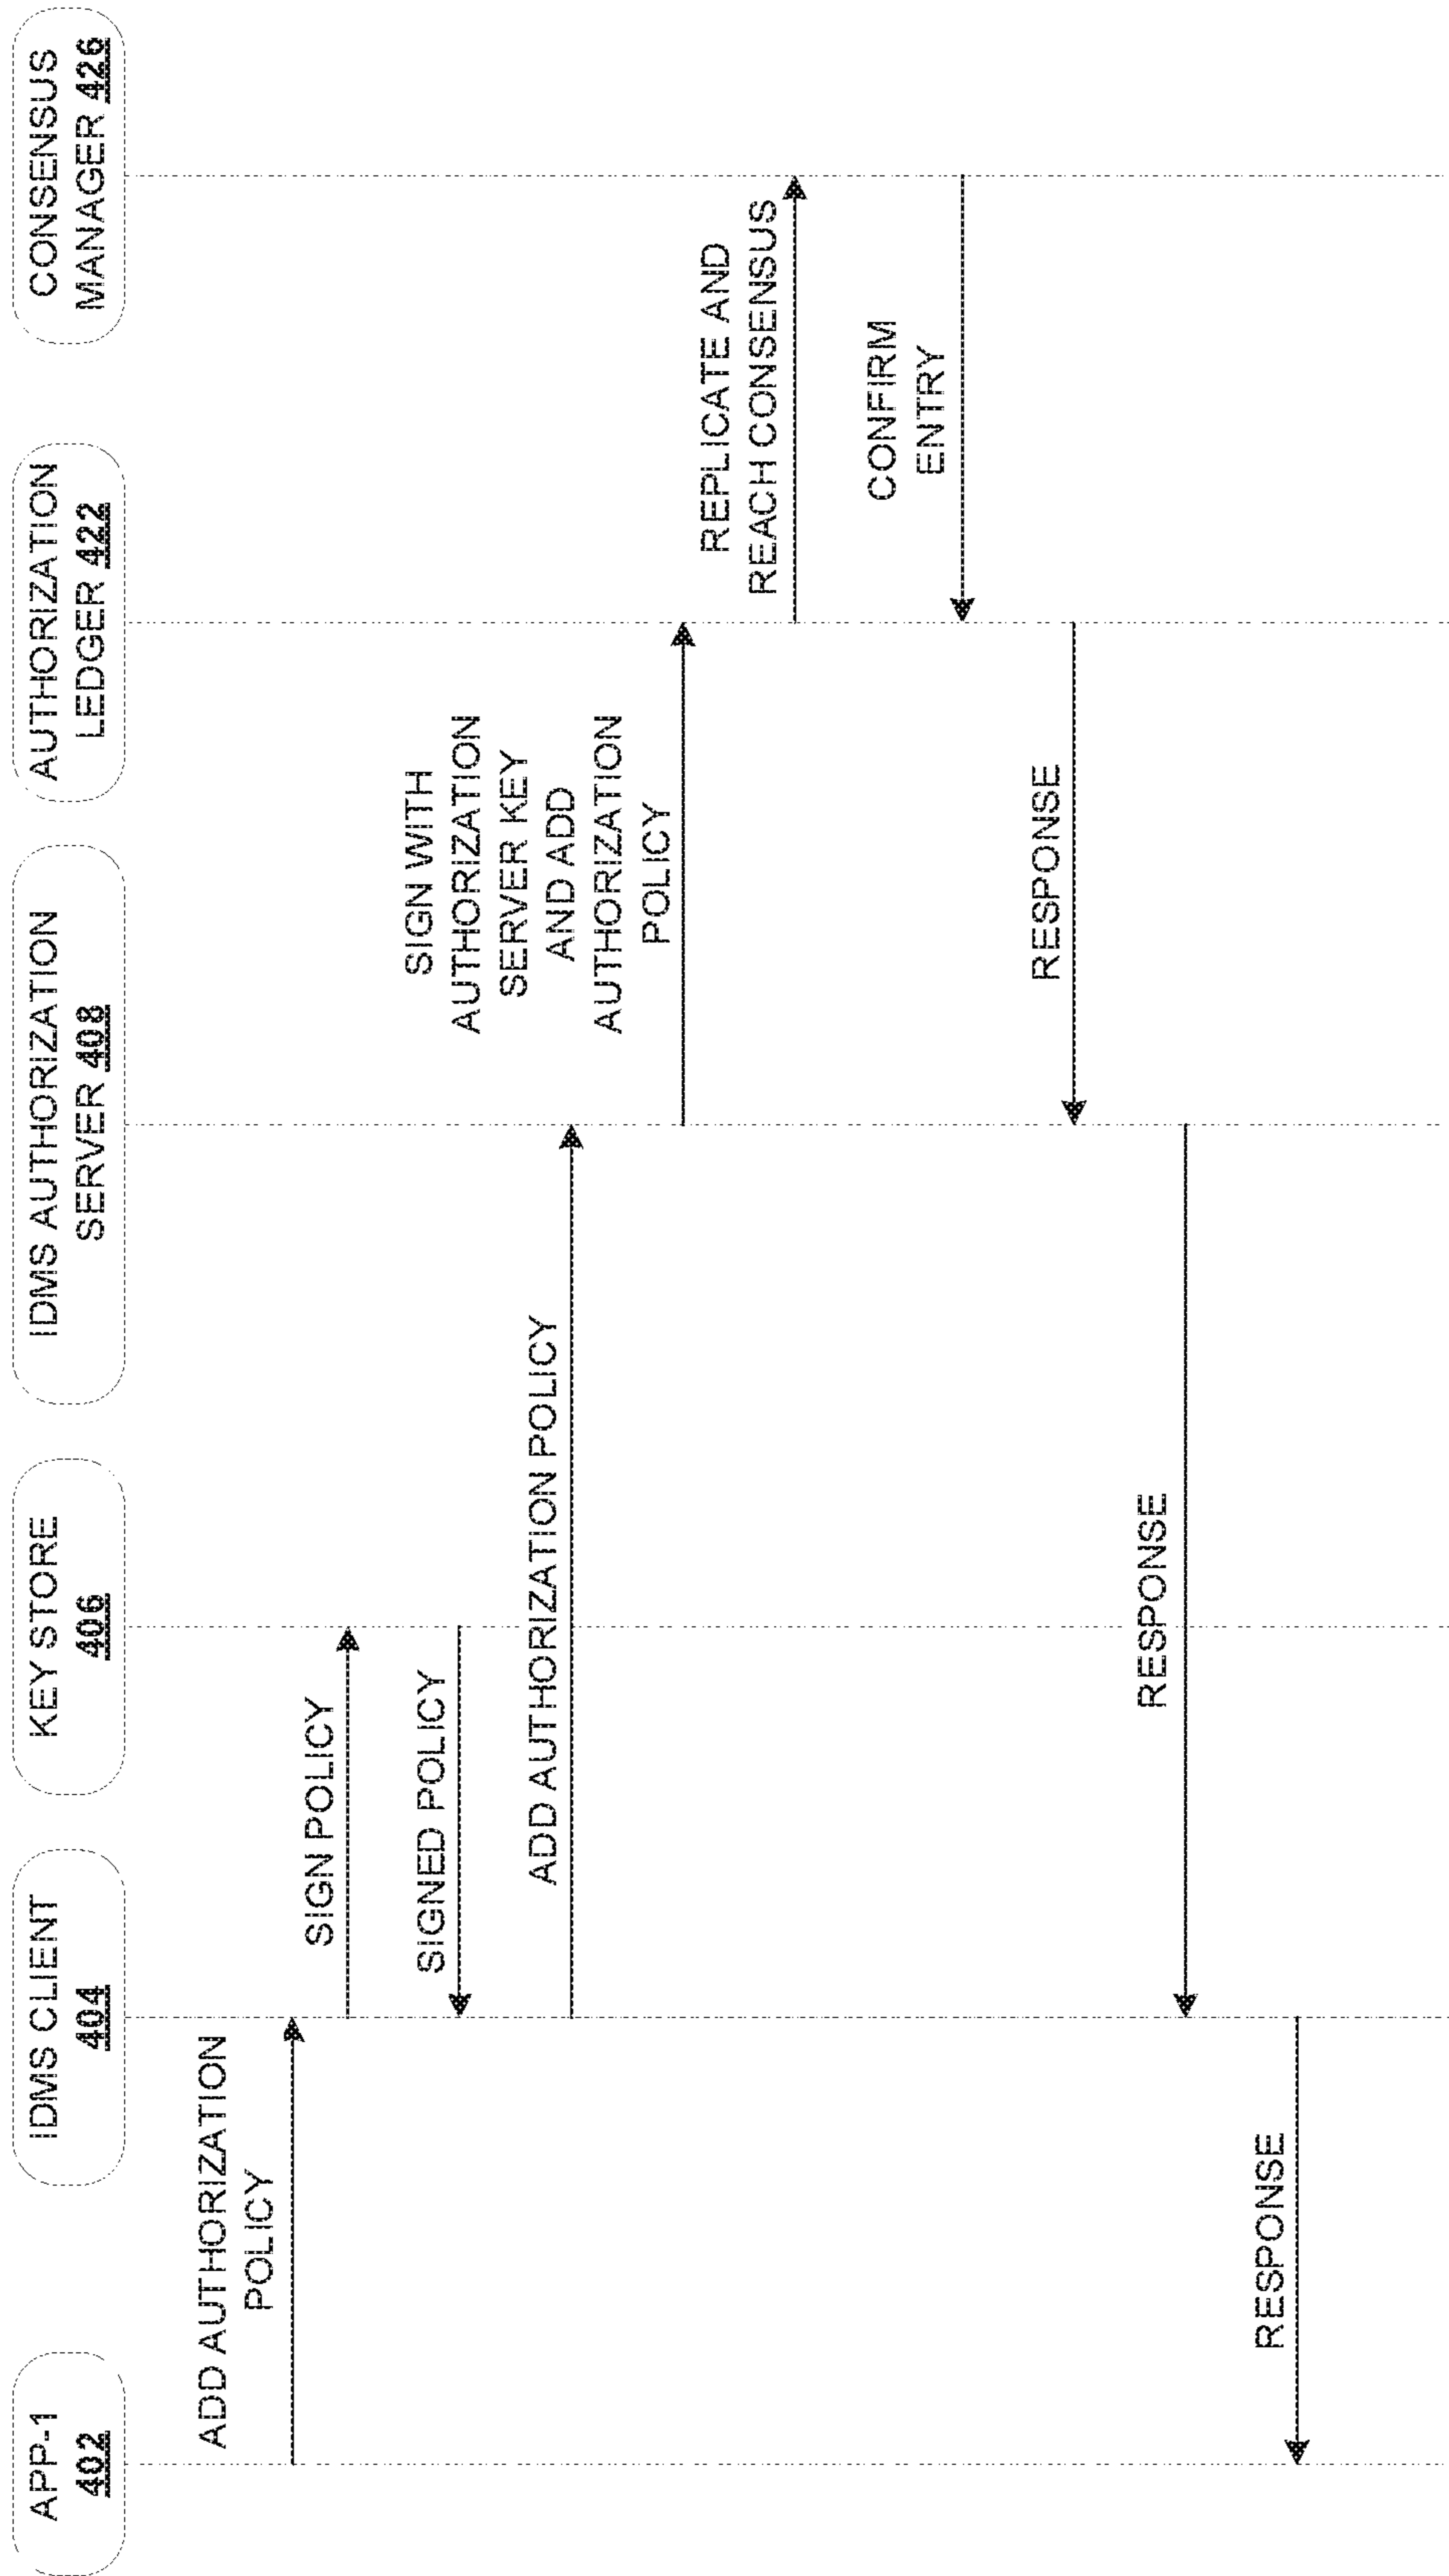 APP-1
402
IDMS CLIENT
404
KEY STORE
406
IDMS AUTHORIZATION
SERVER 408
AUTHORIZATION
LEDGER 422
CONSENSUS
MANAGER 426
ADD AUTHORIZATION
POLICY
SIGN POLICY
SIGNED POLICY
ADD AUTHORIZATION POLICY
SIGN WITH
AUTHORIZATION
SERVER KEY
AND ADD
AUTHORIZATION
POLICY
REPLICATE AND
REACH CONSENSUS
CONFIRM
ENTRY
RESPONSE
RESPONSE
RESPONSE